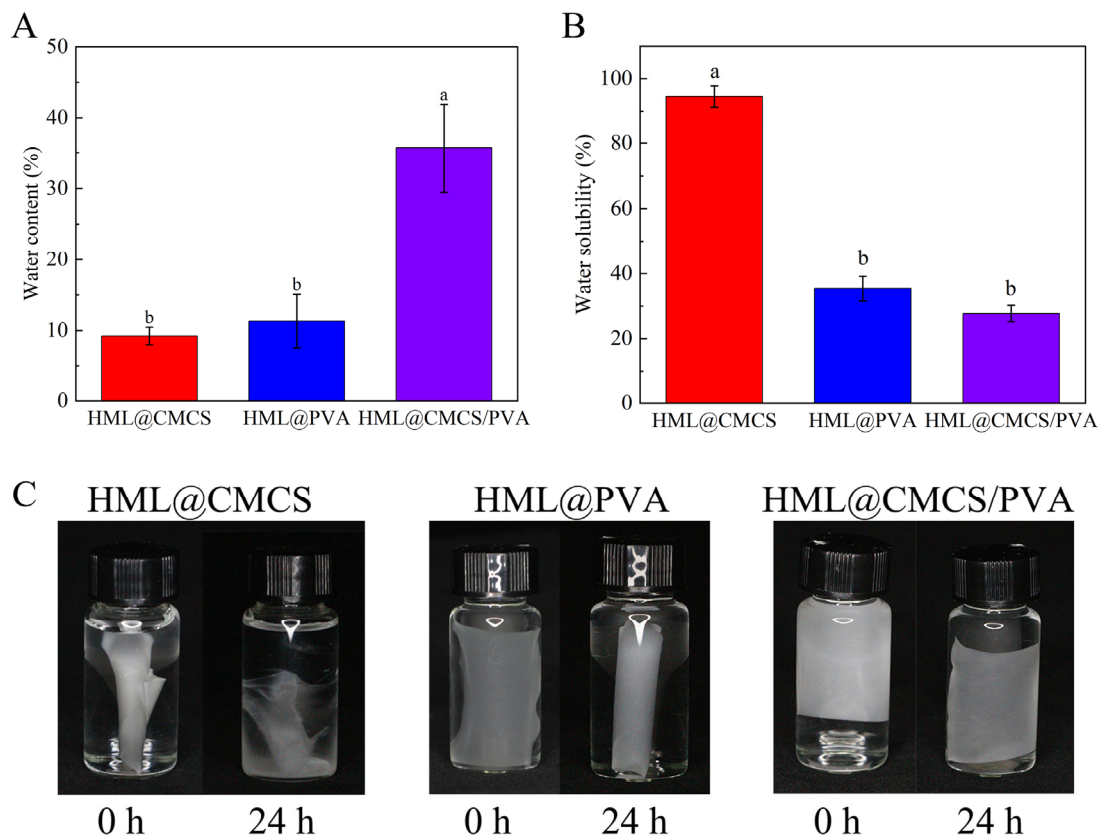 A
50
40
30
20
10
0
Water content (%)
b
b
a
HML@CMCS
HML@PVA
HML@CMCS/PVA
B
100
80
60
40
20
0
Water solubility (%)
a
b
b
HML@CMCS
HML@PVA
HML@CMCS/PVA
C
HML@CMCS
HML@PVA
HML@CMCS/PVA
0 h
24 h
0 h
24 h
0 h
24 h